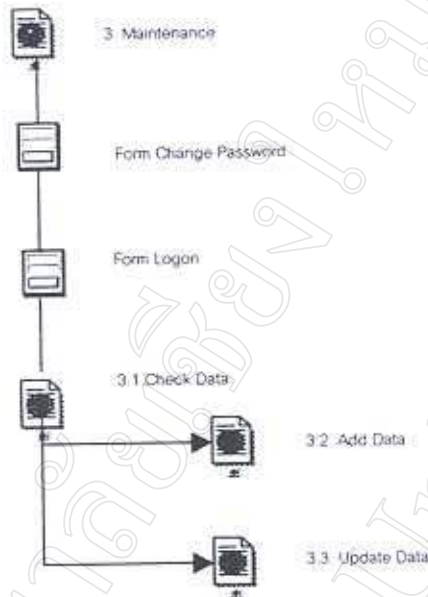 3 Maintenance
Form Change Password
Form Logon
3.1 Check Data
3.2 Add Data
3.3 Update Data